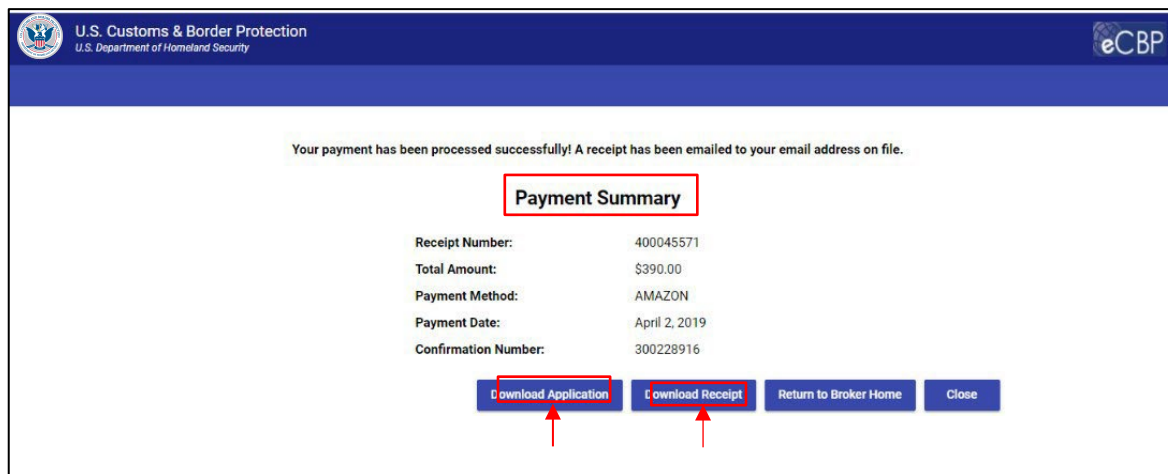 U.S. Customs & Border Protection
U.S. Department of Homeland Security
eCBP
Your payment has been processed successfully! A receipt has been emailed to your email address on file.
Payment Summary
Receipt Number: 400045571
Total Amount: $390.00
Payment Method: AMAZON
Payment Date: April 2, 2019
Confirmation Number: 300228916
Download Application Download Receipt Return to Broker Home Close